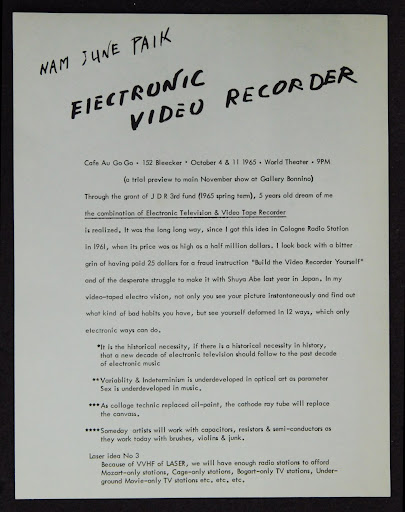 NAM JUNE PAIK
ELECTRONIC
VIDEO RECORDER
Cafe Au Go Go • 152 Bleecker • October 4 & 11 1965 • World Theater • 9PM
(a trial preview to main November show at Gallery Bonnino)
Through the grant of J D R 3rd fund (1965 spring term), 5 years old dream of me
the combination of Electronic Television & Video Tape Recorder
is realized. It was the lang lang way, since I got this idea in Cologne Radio Station
in 1961, when its price was as high as a half million dollars. I look back with a bitter
grin of having paid 25 dollars for a fraud instruction "Build the Video Recorder Yourself"
and of the desperate struggle to make it with Shuya Abe last year in Japan. In my
video-taped electro vision, not only you see your picture instantaneously and find out
what kind of bad habits you have, but see yourself deformed in 12 ways, which only
electronic ways can do.
*It is the historical necessity, if there is a historical necessity in history,
that a new decade of electronic television should follow to the past decade
of electronic music
**Variablity & Indeterminism is underdeveloped in optical art as parameter
Sex is underdeveloped in music.
***As collage technic replaced oil-paint, the cathode ray tube will replace
the canvass.
****Someday artists will work with capacitors, resistors & semi-conductors as
they work today with brushes, violins & junk.
Laser idea No 3
Because of VVHF of LASER, we will have enough radio stations to afford
Mozart-only stations, Cage-only stations, Bogart-only TV stations, Under-
ground Movie-only TV stations etc. etc. etc.